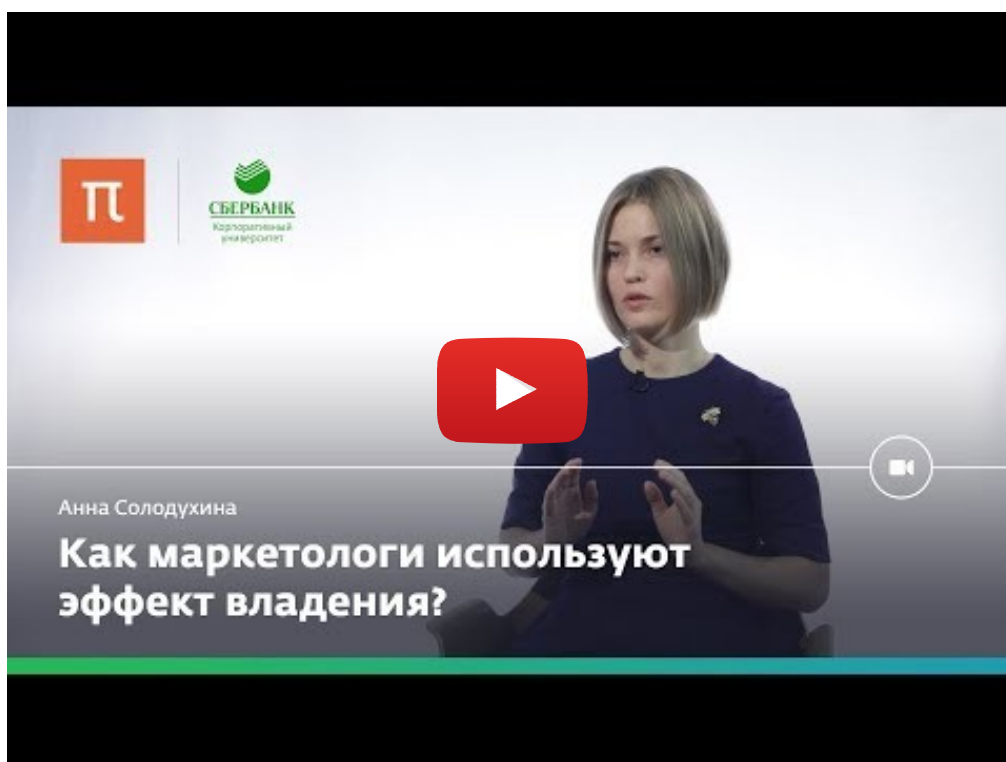 π
СБЕРБАНК
Корпоративный
университет
Анна Солодухина
Как маркетологи используют
эффект владения?